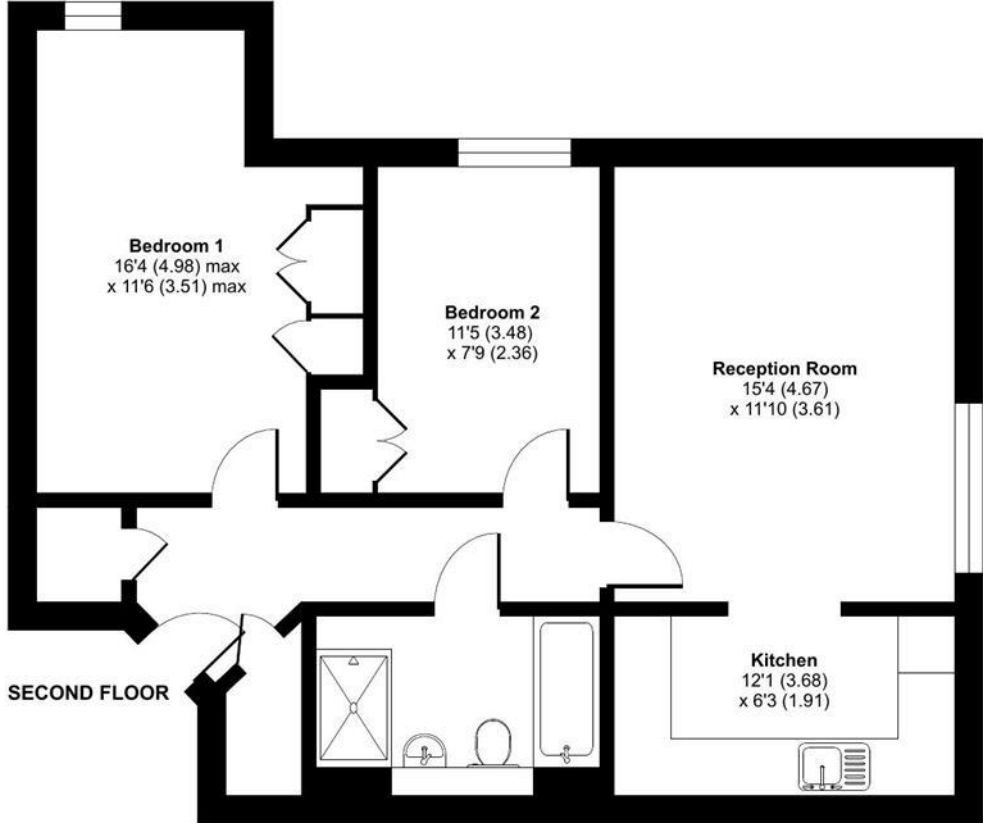 Bedroom 1
16'4 (4.98) max
x 11'6 (3.51) max
Bedroom 2
11'5 (3.48)
x 7'9 (2.36)
Reception Room
15'4 (4.67)
x 11'10 (3.61)
Kitchen
12'1 (3.68)
x 6'3 (1.91)
SECOND FLOOR